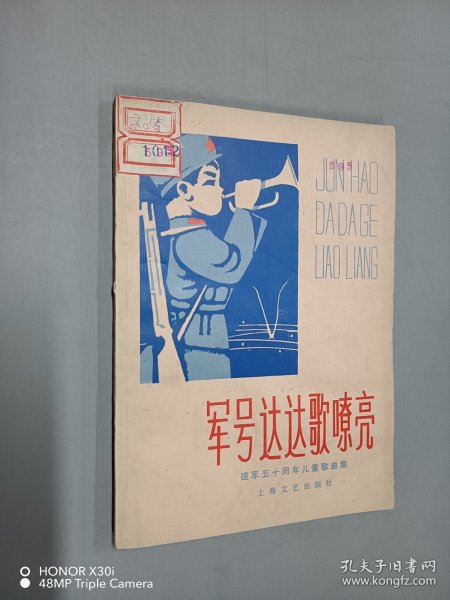 1012
595
JUN HAO
DA·DA GE
LIAO LIANG
军号达达歌嘹亮
建军五十周年儿童歌曲集
上海文艺出版社
HONOR X30i
48MP Triple Camera
孔夫子旧书网
www.kongfz.com